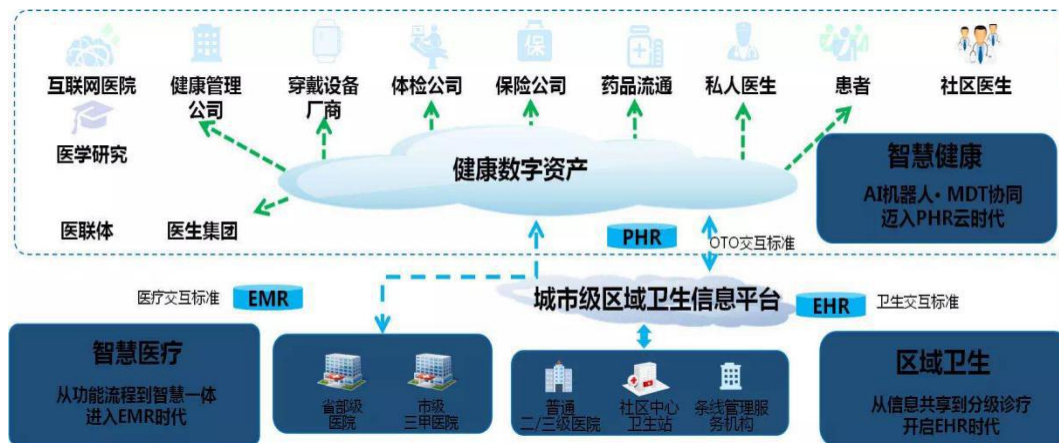 保
互联网医院
健康管理
公司
穿戴设备
厂商
体检公司
保险公司
药品流通
私人医生
患者
社区医生
医学研究
健康数字资产
智慧健康
AI机器人·MDT协同
迈入PHR云时代
医联体
医生集团
PHR
OTO交互标准
医疗交互标准
EMR
城市级区域卫生信息平台
EHR
卫生交互标准
智慧医疗
从功能流程到智慧一体
进入EMR时代
省部级
医院
市级
三甲医院
普通
二/三级医院
社区中心
卫生站
条线管理服
务机构
区域卫生
从信息共享到分级诊疗
开启EHR时代